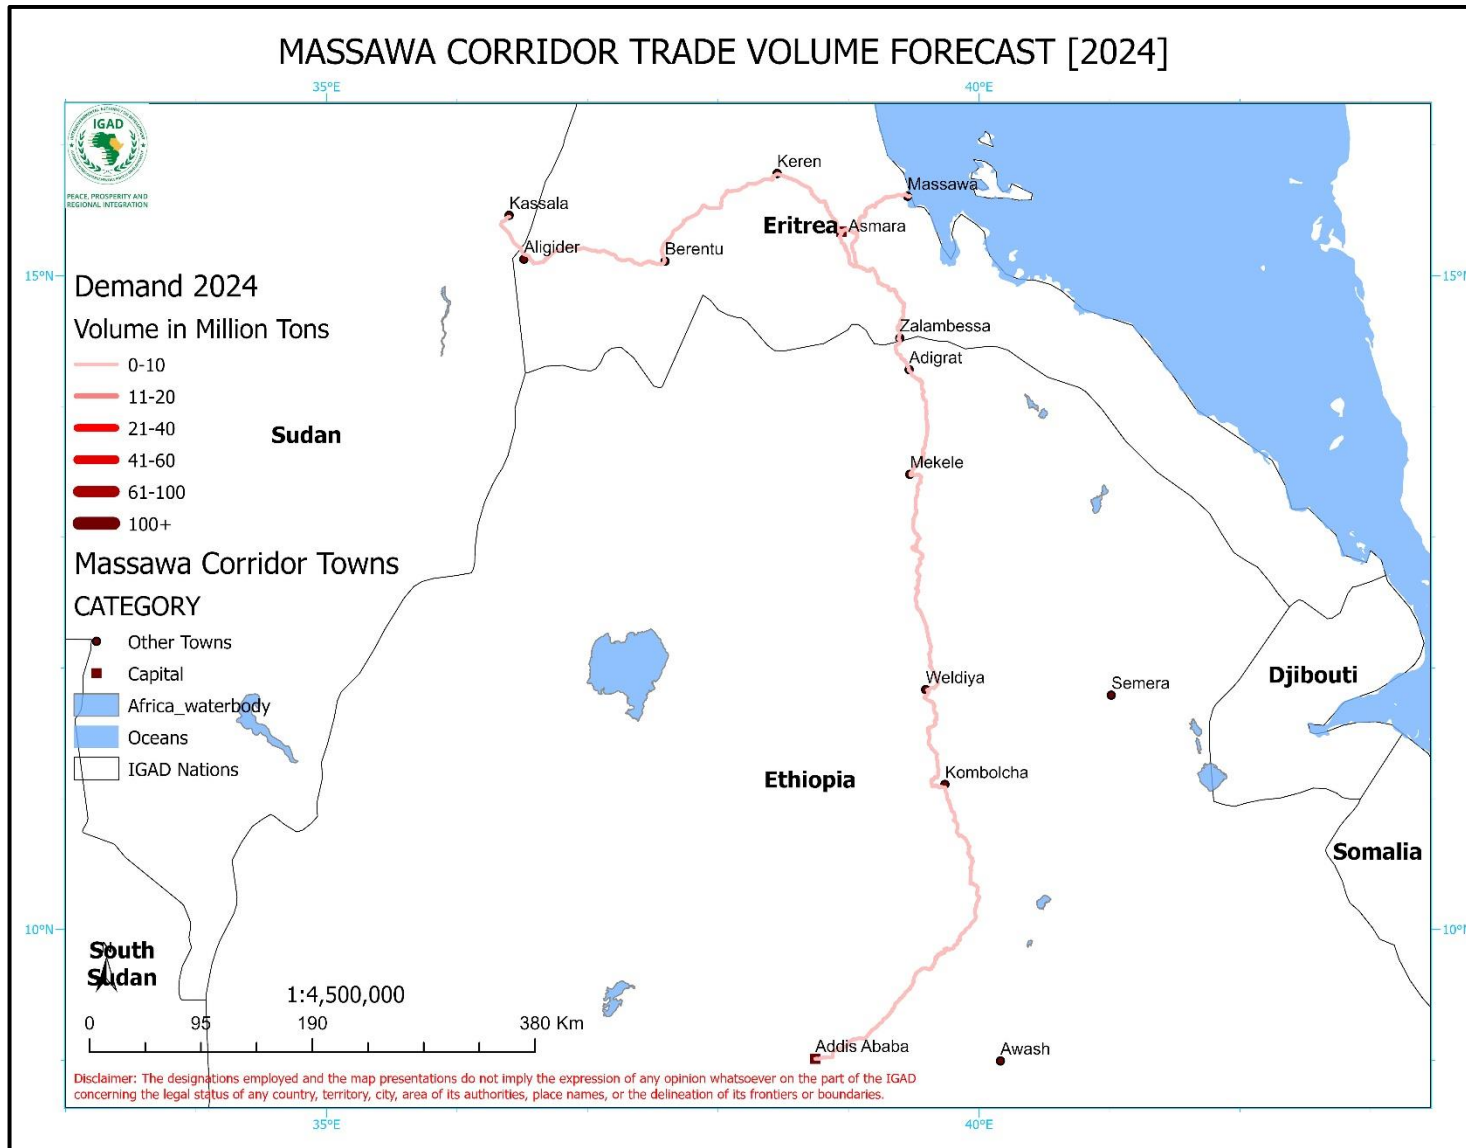 MASSAWA CORRIDOR TRADE VOLUME FORECAST [2024]
35°E
40°E
IGAD
PEACE, PROSPERITY AND
REGIONAL INTEGRATION
Keren
Massawa
Kassala
Eritrea
Asmara
Aligider
Berentu
15°N
15°N
Demand 2024
Volume in Million Tons
0-10
11-20
21-40
41-60
61-100
100+
Zalambessa
Adigrat
Sudan
Mekele
Massawa Corridor Towns
CATEGORY
Other Towns
Capital
Africa_waterbody
Oceans
IGAD Nations
Weldiya
Semera
Djibouti
Ethiopia
Kombolcha
Somalia
10°N
10°N
South
Sudan
N
1:4,500,000
0 95 190 380 Km
Addis Ababa
Awash
Disclaimer: The designations employed and the map presentations do not imply the expression of any opinion whatsoever on the part of the IGAD
concerning the legal status of any country, territory, city, area of its authorities, place names, or the delineation of its frontiers or boundaries.
35°E
40°E